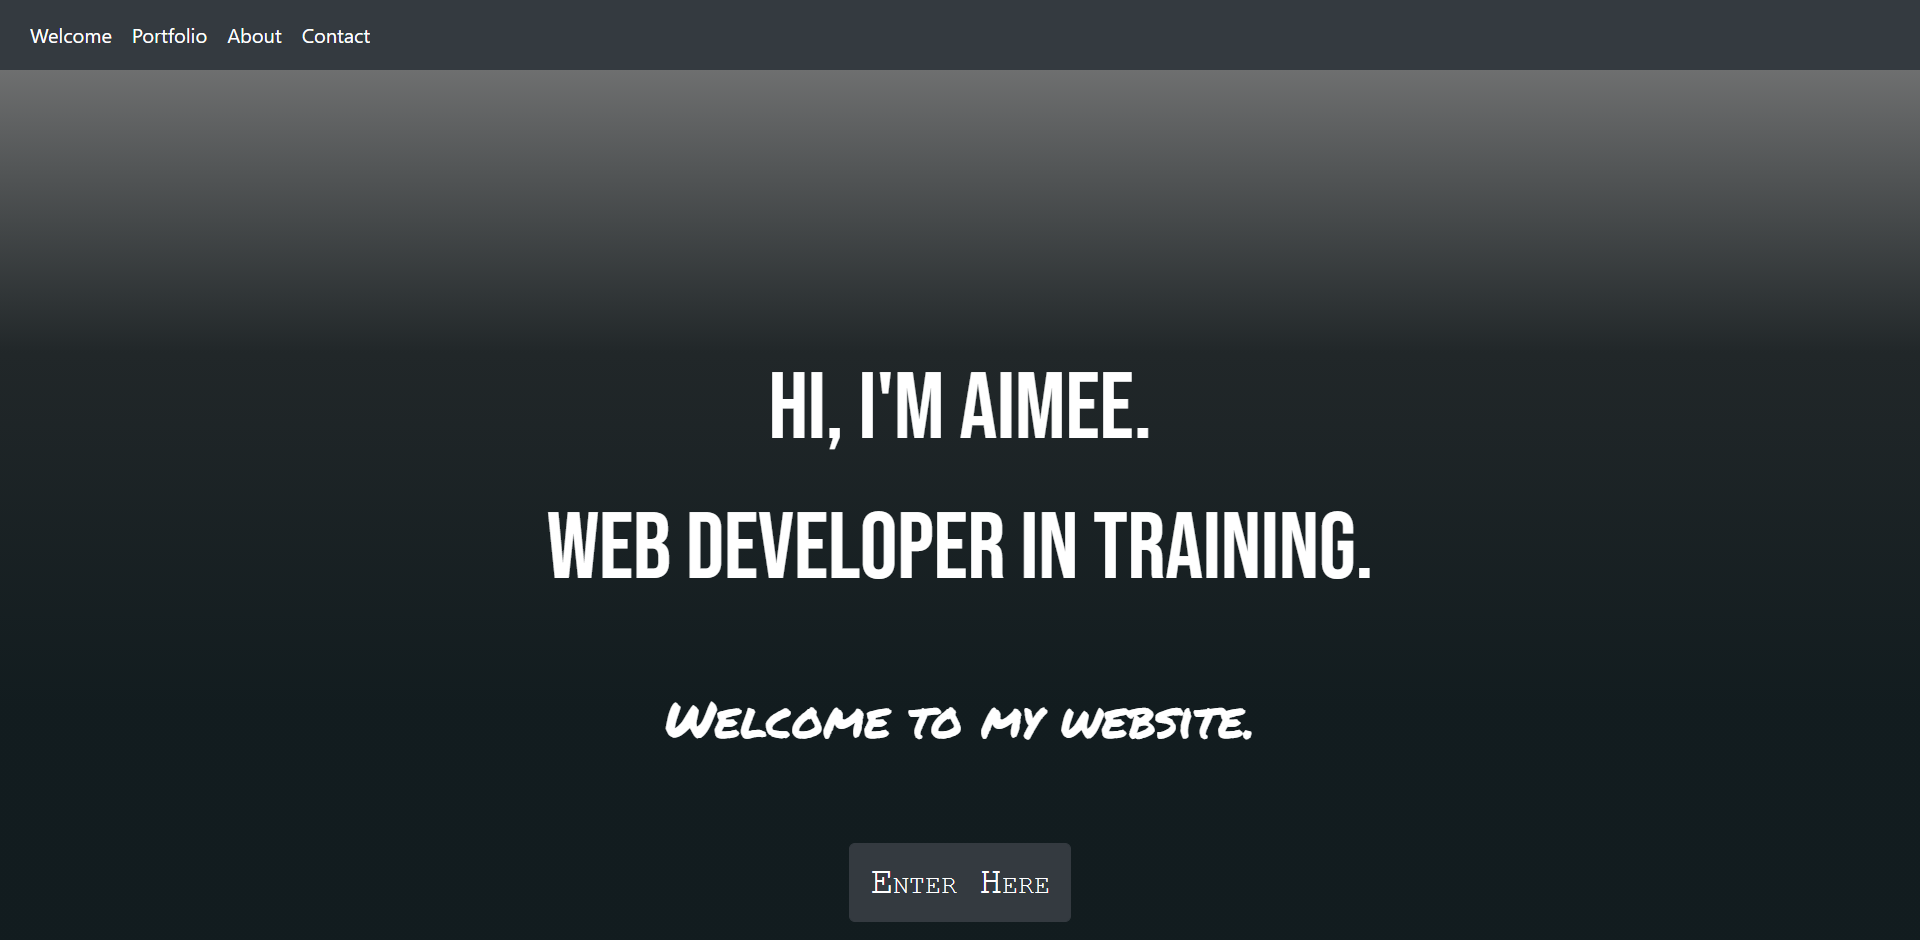 Welcome Portfolio About Contact
HI, I'M AIMEE.
WEB DEVELOPER IN TRAINING.
Welcome to my website.
Enter Here